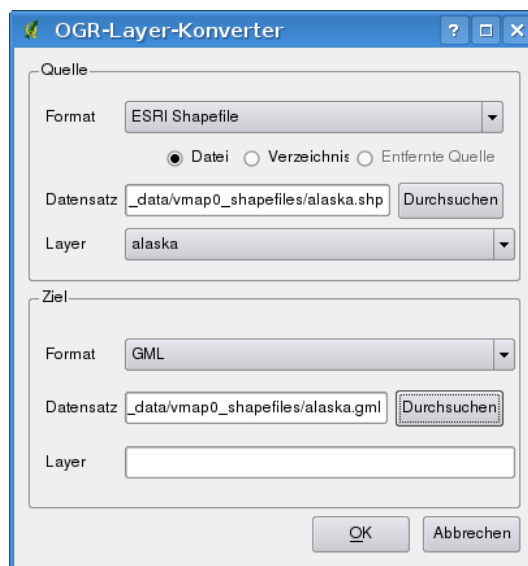 OGR-Layer-Konverter
Quelle
Format ESRI Shapefile
Datei Verzeichnis Entfernte Quelle
Datensatz _data/vmap0_shapefiles/alaska.shp Durchsuchen
Layer alaska
Ziel
Format GML
Datensatz _data/vmap0_shapefiles/alaska.gml Durchsuchen
Layer
OK Abbrechen